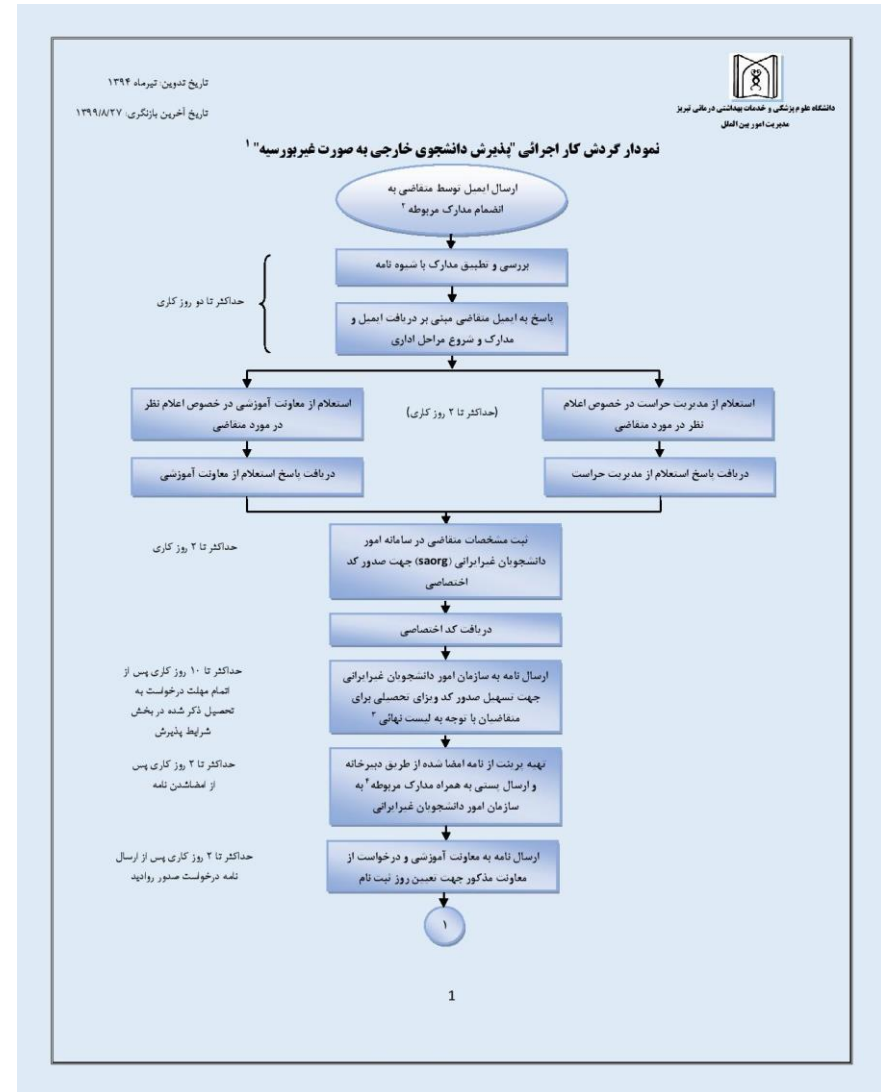 تاریخ تدوین: تیرماه ۱۳۹۴
تاریخ آخرین بازنگری: ۱۳۹۹/۸/۲۷
دانشگاه علوم پزشکی و خدمات بهداشتی درمانی تبریز
مدیریت امور بین الملل
نمودار گردش کار اجرائی "پذیرش دانشجوی خارجی به صورت غیربورسیه" ۱
ارسال ایمیل توسط متقاضی به
انضمام مدارک مربوطه ۲
بررسی و تطبیق مدارک با شیوه نامه
حداکثر تا دو روز کاری
پاسخ به ایمیل متقاضی مبنی بر دریافت ایمیل و
مدارک و شروع مراحل اداری
استعلام از مدیریت حراست در خصوص اعلام
نظر در مورد متقاضی
(حداکثر تا ۲ روز کاری)
استعلام از معاونت آموزشی در خصوص اعلام نظر
در مورد متقاضی
دریافت پاسخ استعلام از مدیریت حراست
دریافت پاسخ استعلام از معاونت آموزشی
ثبت مشخصات متقاضی در سامانه امور
دانشجویان غیرایرانی (saorg) جهت صدور کد
اختصاصی
حداکثر تا ۲ روز کاری
دریافت کد اختصاصی
ارسال نامه به سازمان امور دانشجویان غیرایرانی
جهت تسهیل صدور کد ویزای تحصیلی برای
متقاضیان با توجه به لیست نهائی ۳
حداکثر تا ۱۰ روز کاری پس از
اتمام مهلت درخواست به
تحصیل ذکر شده در بخش
شرایط پذیرش
تهیه پرینت از نامه امضا شده از طریق دبیرخانه
و ارسال پستی به همراه مدارک مربوطه ۴ به
سازمان امور دانشجویان غیرایرانی
حداکثر تا ۲ روز کاری پس
از امضاشدن نامه
ارسال نامه به معاونت آموزشی و درخواست از
معاونت مذکور جهت تعیین روز ثبت نام
حداکثر تا ۲ روز کاری پس از ارسال
نامه درخواست صدور روادید
۱
1